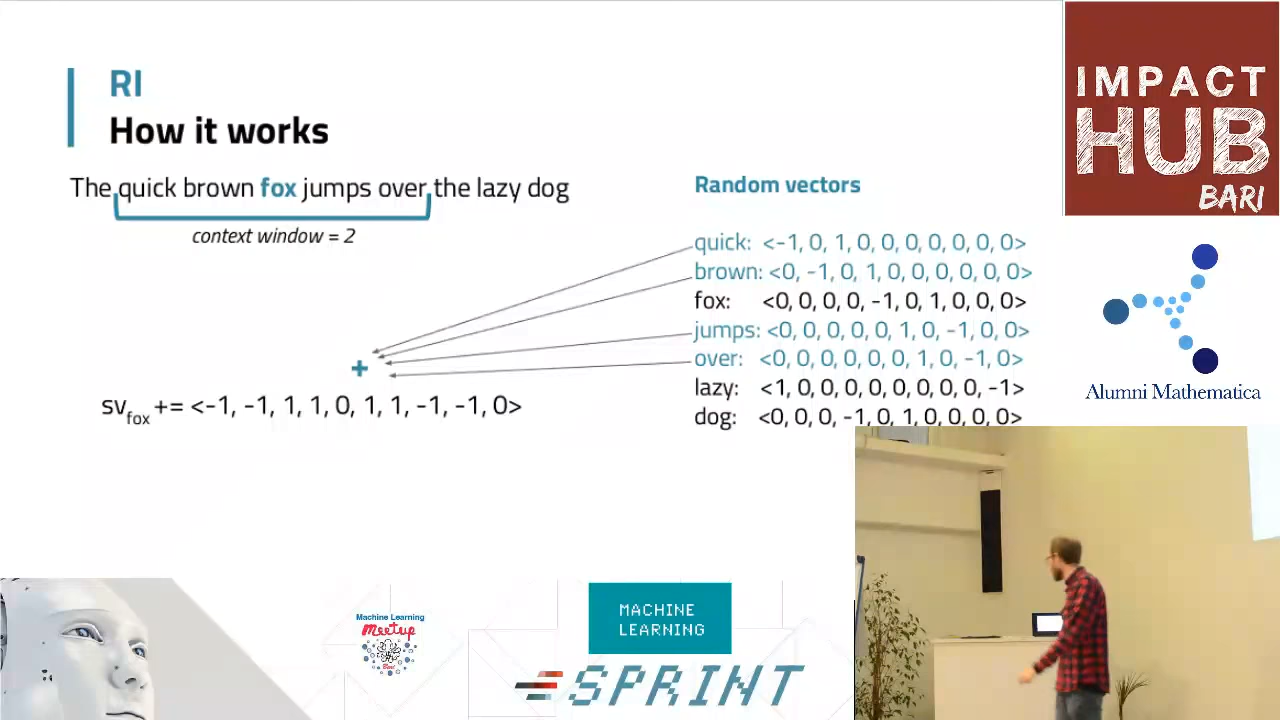 RI
How it works
The quick brown fox jumps over the lazy dog
context window = 2
+
sv fox += <-1, -1, 1, 1, 0, 1, 1, -1, -1, 0>
Random vectors
quick: <-1, 0, 1, 0, 0, 0, 0, 0, 0, 0>
brown: <0, -1, 0, 1, 0, 0, 0, 0, 0, 0>
fox: <0, 0, 0, 0, -1, 0, 1, 0, 0, 0>
jumps: <0, 0, 0, 0, 0, 1, 0, -1, 0, 0>
over: <0, 0, 0, 0, 0, 0, 1, 0, -1, 0>
lazy: <1, 0, 0, 0, 0, 0, 0, 0, 0, -1>
dog: <0, 0, 0, -1, 0, 1, 0, 0, 0, 0>
IMPACT
HUB
BARI
Alumni Mathematica
Machine Learning
Meetup
Bari
MACHINE
LEARNING
SPRINT